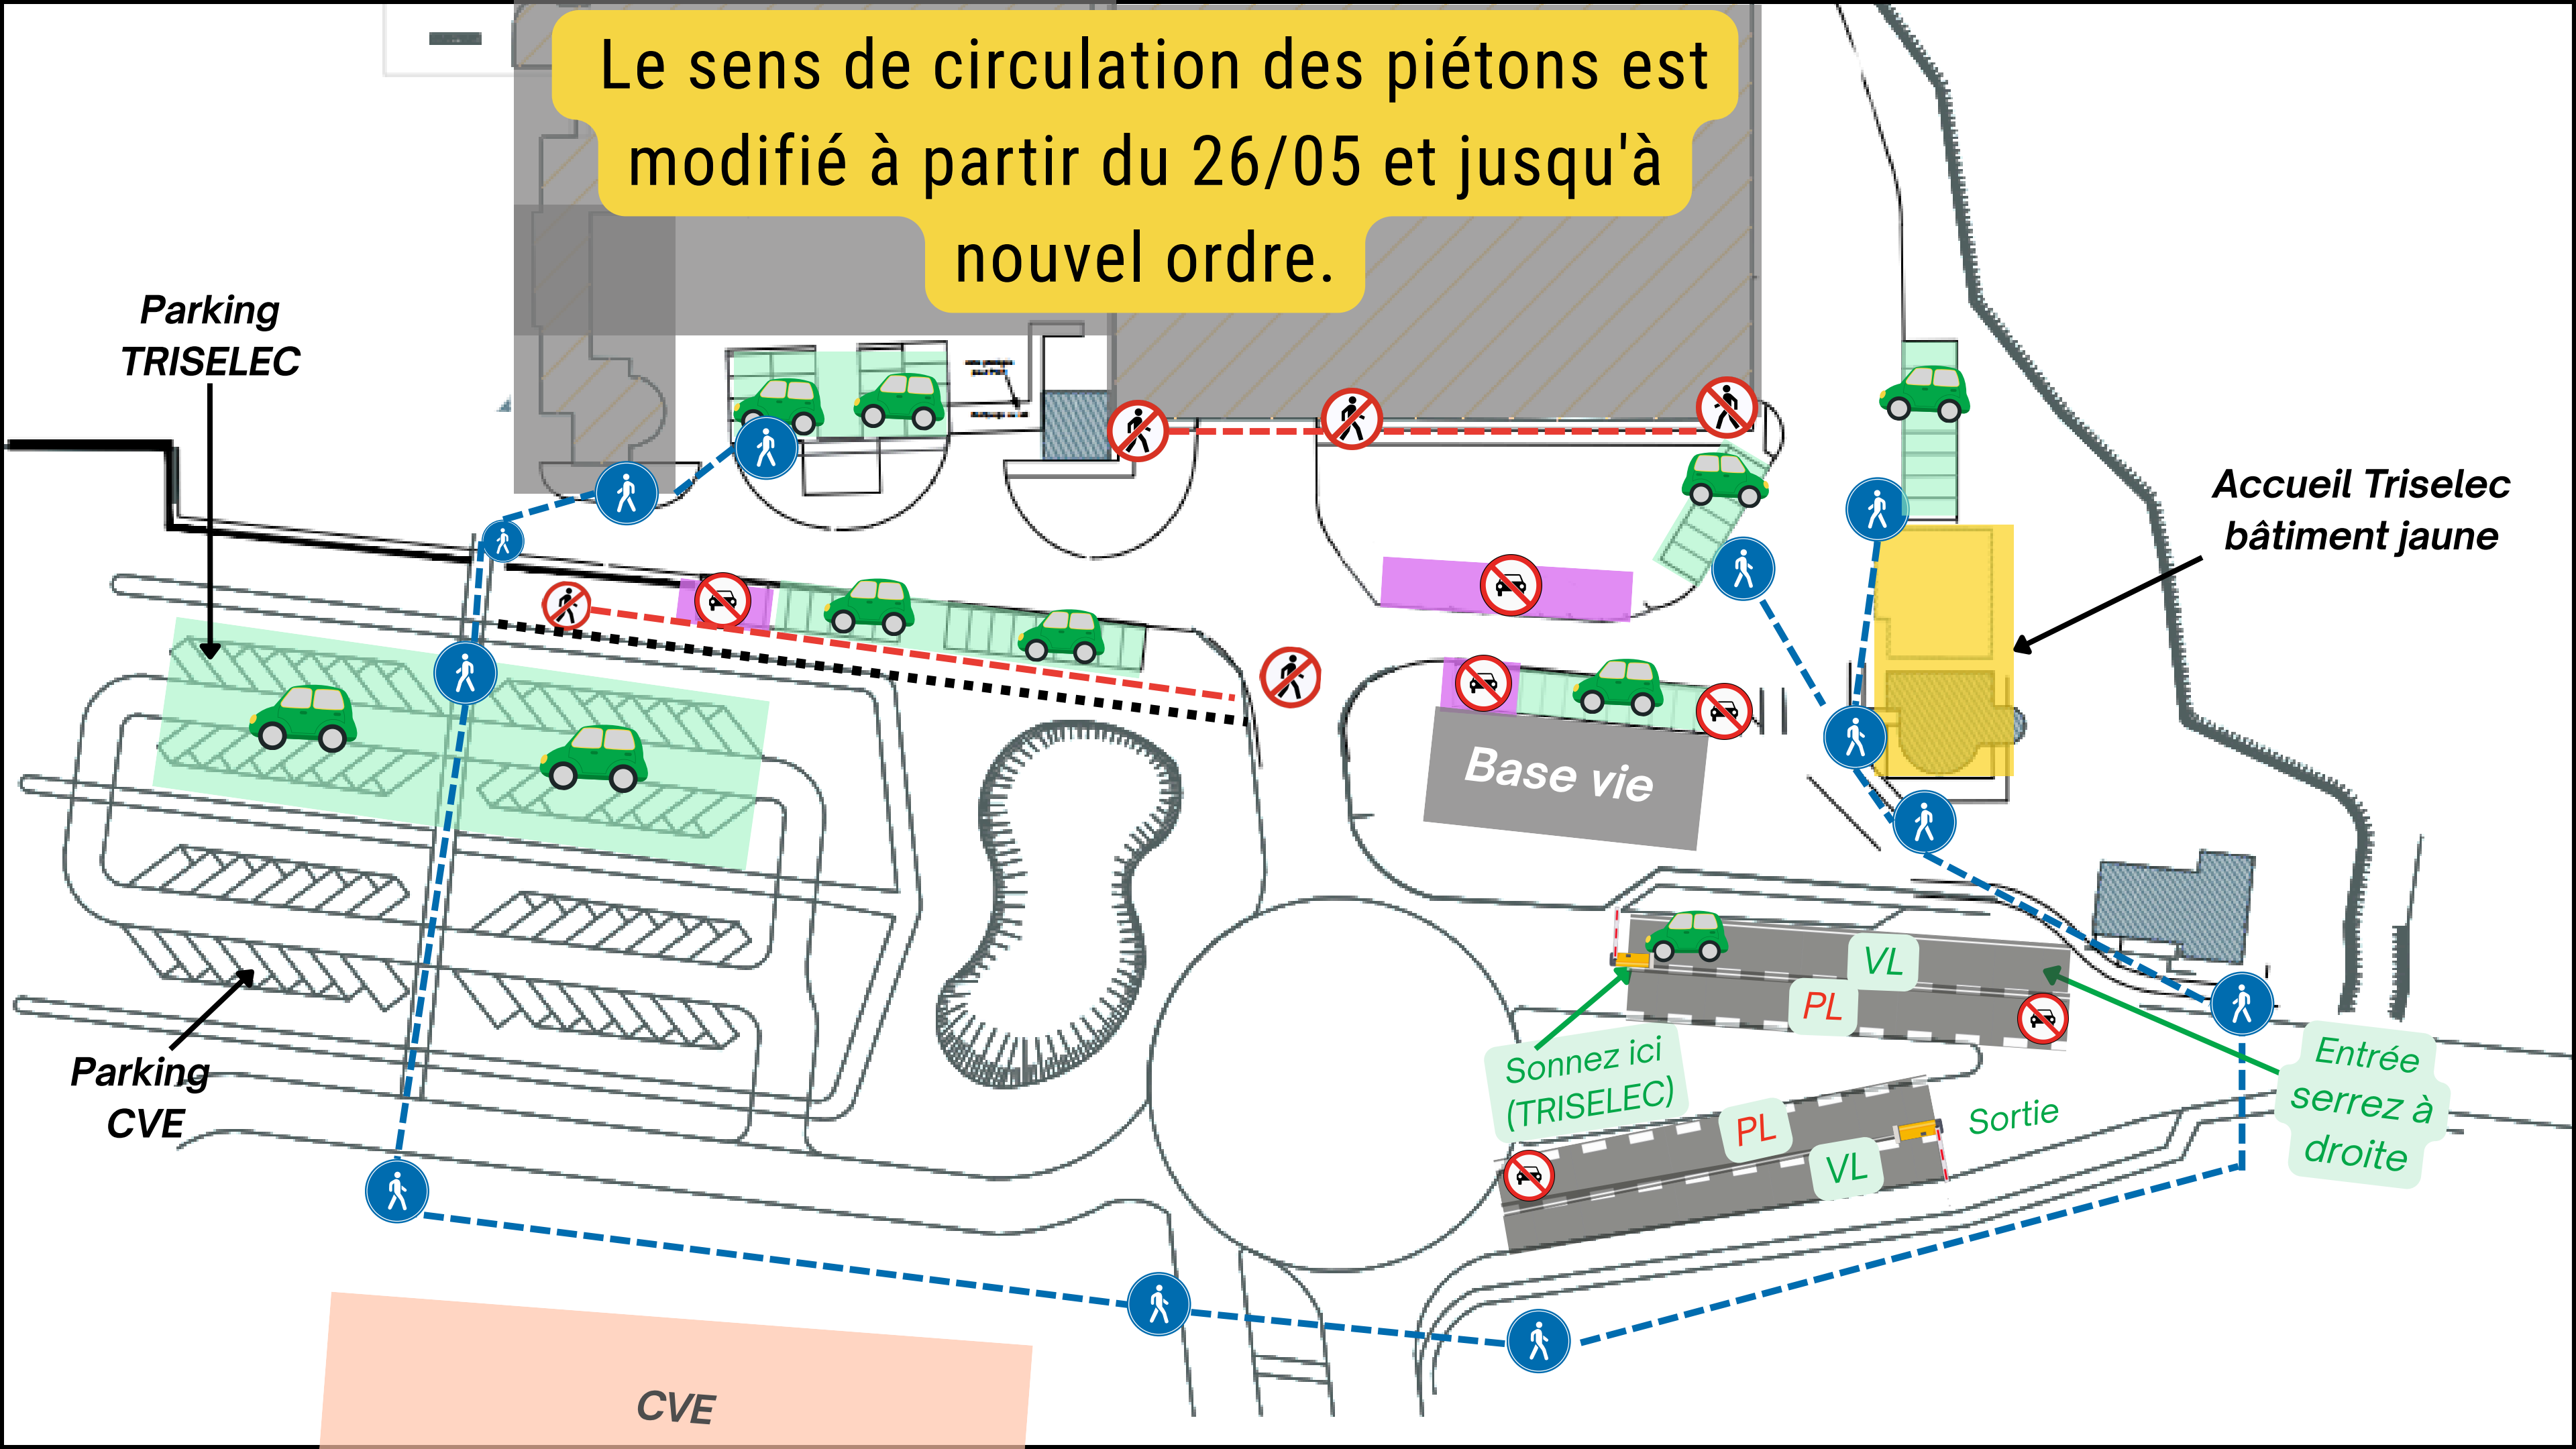 Le sens de circulation des piétons est
modifié à partir du 26/05 et jusqu'à
nouvel ordre.
Parking
TRISELEC
Accueil Triselec
bâtiment jaune
Base vie
VL
PL
Sonnez ici
(TRISELEC)
Entrée
serrez à
droite
PL
VL
Sortie
Parking
CVE
CVE